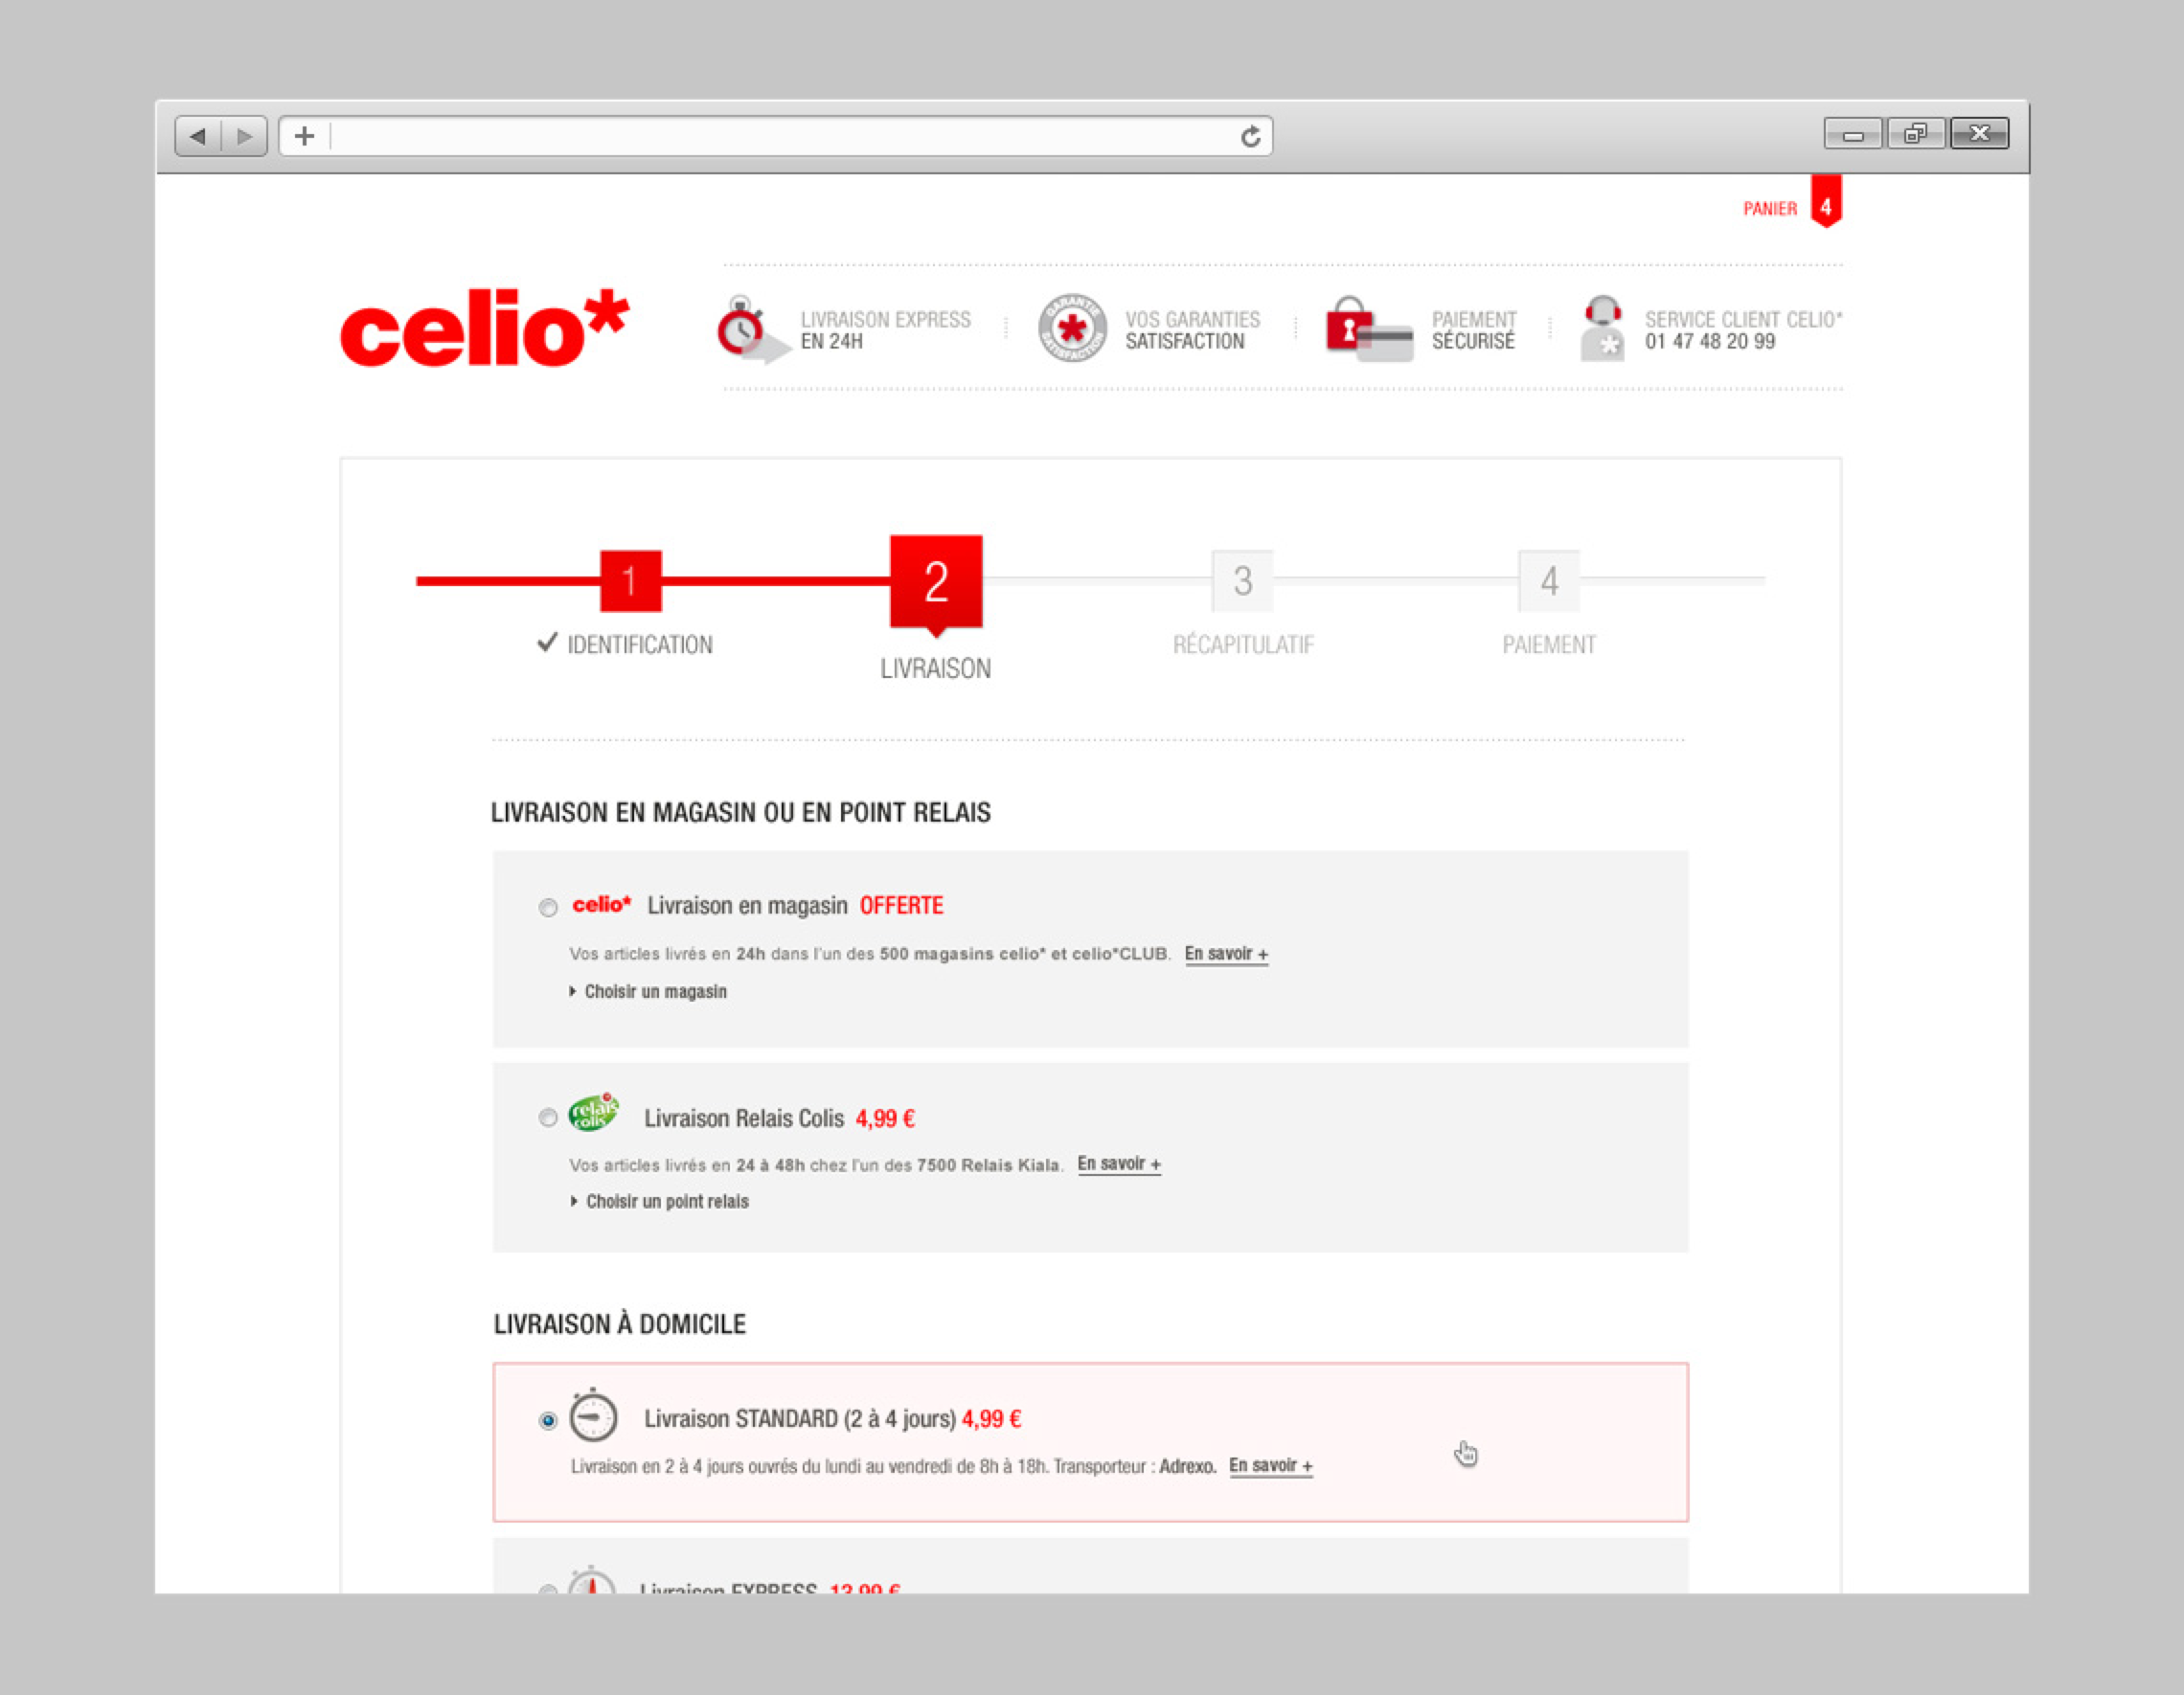 PANIER 4
celio*
LIVRAISON EXPRESS
EN 24H
GARANTIE
SATISFACTION
VOS GARANTIES
SATISFACTION
PAIEMENT
SÉCURISÉ
SERVICE CLIENT CELIO*
01 47 48 20 99
1
2
3
4
IDENTIFICATION
LIVRAISON
RÉCAPITULATIF
PAIEMENT
LIVRAISON EN MAGASIN OU EN POINT RELAIS
celio* Livraison en magasin OFFERTE
Vos articles livrés en 24h dans l'un des 500 magasins celio* et celio*CLUB. En savoir +
Choisir un magasin
relais
colis
Livraison Relais Colis 4,99 €
Vos articles livrés en 24 à 48h chez l'un des 7500 Relais Kiala. En savoir +
Choisir un point relais
LIVRAISON À DOMICILE
Livraison STANDARD (2 à 4 jours) 4,99 €
Livraison en 2 à 4 jours ouvrés du lundi au vendredi de 8h à 18h. Transporteur : Adrexo. En savoir +
Livraison EXPRESS 13,99 €